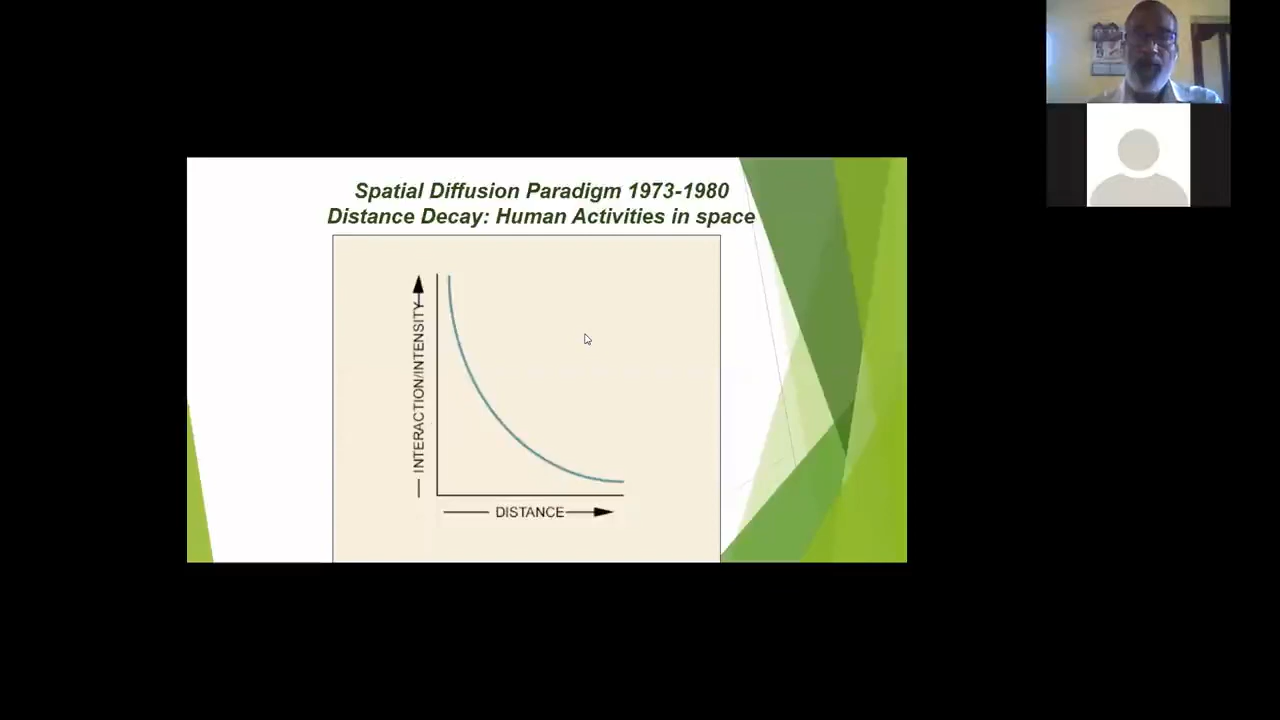 Spatial Diffusion Paradigm 1973-1980
Distance Decay: Human Activities in space
INTERACTION/INTENSITY
DISTANCE